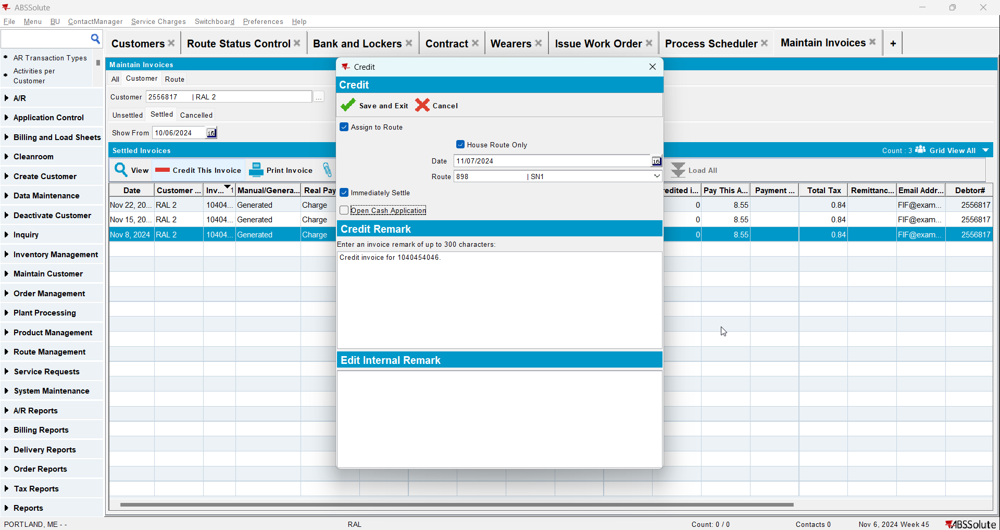 ABSSolute
File Menu BU ContactManager Service Charges Switchboard Preferences Help
Customers Route Status Control Bank and Lockers Contract Wearers Issue Work Order Process Scheduler Maintain Invoices +
AR Transaction Types
Activities per
Customer
A/R
Application Control
Billing and Load Sheets
Cleanroom
Create Customer
Data Maintenance
Deactivate Customer
Inquiry
Inventory Management
Maintain Customer
Order Management
Plant Processing
Product Management
Route Management
Service Requests
System Maintenance
A/R Reports
Billing Reports
Delivery Reports
Order Reports
Tax Reports
Reports
Maintain Invoices
All Customer Route
Customer 2556817 | RAL 2 ...
Unsettled Settled Cancelled
Show From 10/06/2024 16
Settled Invoices Count : 3 Grid View All
View Credit This Invoice Print Invoice Load All
Date Customer ... Inv... 1 Manual/Genera... Real Pay redited i... Pay This A... Payment ... Total Tax Remittanc... Email Addr... Debtor#
Nov 22, 20... RAL 2 10404... Generated Charge 0 8.55 0.84 FIF@exam... 2556817
Nov 15, 20... RAL 2 10404... Generated Charge 0 8.55 0.84 FIF@exam... 2556817
Nov 8, 2024 RAL 2 10404... Generated Charge 0 8.55 0.84 FIF@exam... 2556817
Credit
Credit
Save and Exit Cancel
Assign to Route
House Route Only
Date 11/07/2024 16
Route 898 | SN1
Immediately Settle
Open Cash Application
Credit Remark
Enter an invoice remark of up to 300 characters:
Credit invoice for 1040454046.
Edit Internal Remark
PORTLAND, ME - - RAL Count: 0 / 0 Contacts 0 Nov 6, 2024 Week 45 ABSSolute